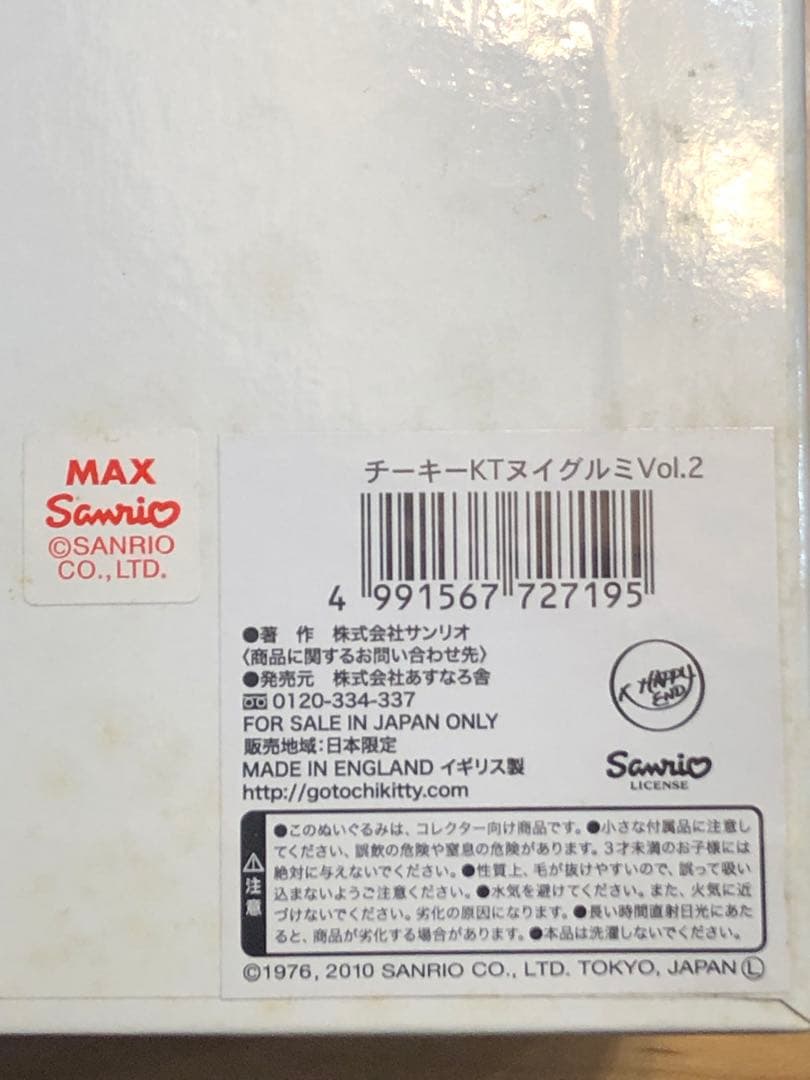 MAX
Sanrio
©SANRIO
CO.,LTD.
チーキーKTヌイグルミVol.2
4 991567 727195
●著 作 株式会社サンリオ
〈商品に関するお問い合わせ先〉
●発売元 株式会社あすなろ舎
0120-334-337
FOR SALE IN JAPAN ONLY
販売地域:日本限定
MADE IN ENGLAND イギリス製
http://gotochikitty.com
HAPPY
END
Sanrio
LICENSE
注意
●このぬいぐるみは、コレクター向け商品です。●小さな付属品に注意し
てください、誤飲の危険や窒息の危険があります。3才未満のお子様には
絶対に与えないでください。●性質上、毛が抜けやすいので、誤って吸い
込まないようご注意ください。●水気を避けてください。また、火気に近
づけないでください。劣化の原因になります。●長い時間直射日光にあた
ると、商品が劣化する場合があります。●本品は洗濯しないでください。
©1976, 2010 SANRIO CO., LTD. TOKYO, JAPAN Ⓛ